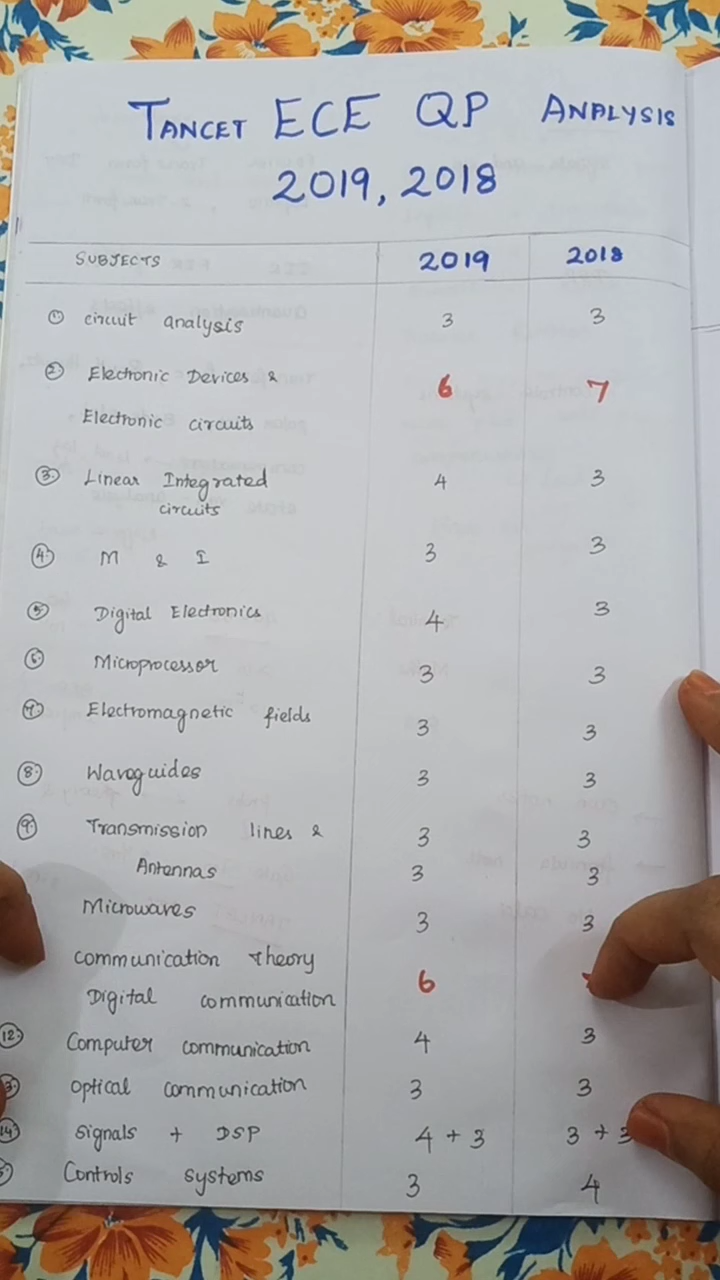 TANCET ECE QP ANALYSIS
2019, 2018
SUBJECTS 2019 2018
① circuit analysis 3 3
② Electronic Devices & 6 7
Electronic circuits
③ Linear Integrated 4 3
circuits
④ M & I 3 3
⑤ Digital Electronics 4 3
⑥ Microprocessor 3 3
⑦ Electromagnetic fields 3 3
⑧ Waveguides 3 3
⑨ Transmission lines & 3 3
Antennas 3 3
Microwaves 3 3
communication theory 6
Digital communication
⑫ Computer communication 4 3
optical communication 3 3
⑭ signals + DSP 4 + 3 3 + 3
Controls systems 3 4